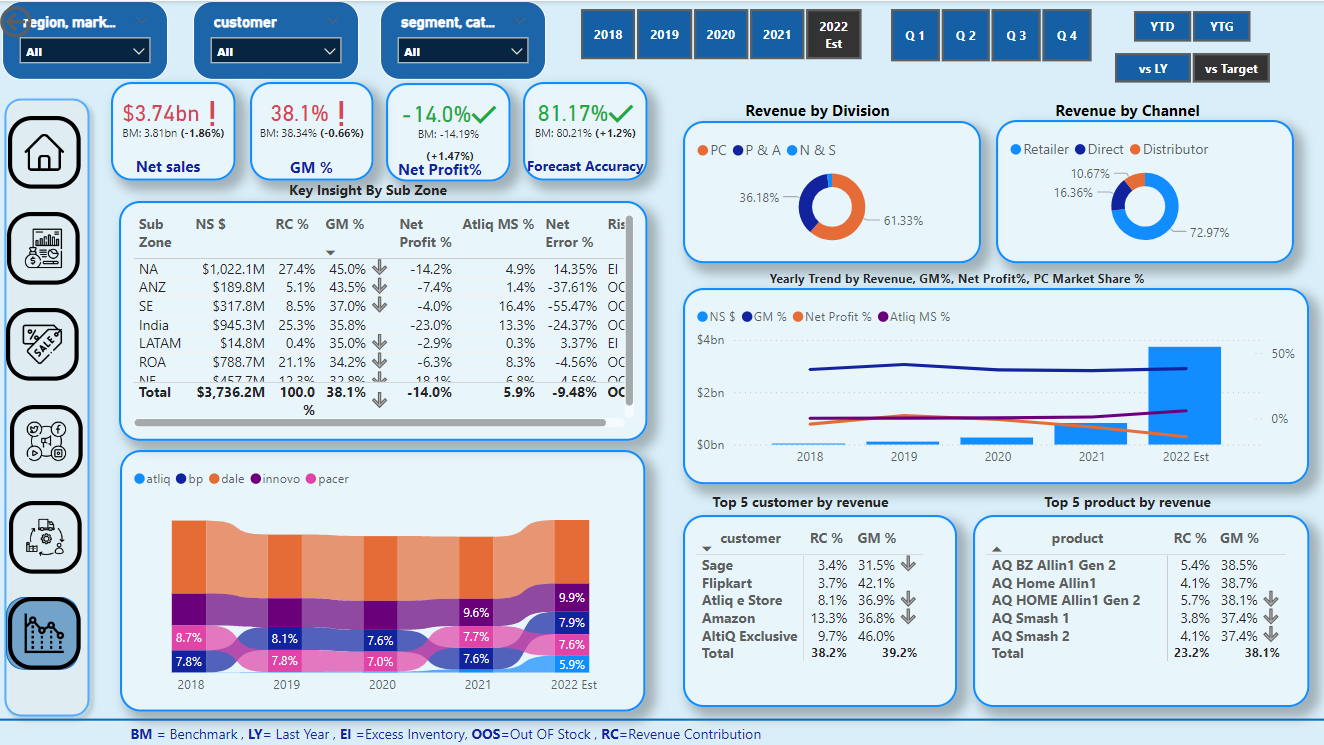 region, mark...
All
customer
All
segment, cat...
All
2018
2019
2020
2021
2022 Est
Q 1
Q 2
Q 3
Q 4
YTD
YTG
vs LY
vs Target
$3.74bn !
BM: 3.81bn (-1.86%)
Net sales
38.1% !
BM: 38.34% (-0.66%)
GM %
-14.0%
BM: -14.19%
(+1.47%)
Net Profit%
81.17%
BM: 80.21% (+1.2%)
Forecast Accuracy
Key Insight By Sub Zone
Sub Zone NS $ RC % GM % Net Profit % Atliq MS % Net Error % Ris
NA $1,022.1M 27.4% 45.0% -14.2% 4.9% 14.35% EI
ANZ $189.8M 5.1% 43.5% -7.4% 1.4% -37.61% OC
SE $317.8M 8.5% 37.0% -4.0% 16.4% -55.47% OC
India $945.3M 25.3% 35.8% -23.0% 13.3% -24.37% OC
LATAM $14.8M 0.4% 35.0% -2.9% 0.3% 3.37% EI
ROA $788.7M 21.1% 34.2% -6.3% 8.3% -4.56% OC
NE $457.7M 12.3% 32.8% -18.1% 6.8% -4.56% OC
Total $3,736.2M 100.0 % 38.1% -14.0% 5.9% -9.48% OC
Revenue by Division
PC P & A N & S
36.18%
61.33%
Revenue by Channel
Retailer Direct Distributor
10.67%
16.36%
72.97%
Yearly Trend by Revenue, GM%, Net Profit%, PC Market Share %
NS $ GM % Net Profit % Atliq MS %
$4bn
$2bn
$0bn
50%
0%
2018 2019 2020 2021 2022 Est
atliq bp dale innovo pacer
8.7%
7.8%
8.1%
7.8%
7.6%
7.0%
9.6%
7.7%
7.6%
9.9%
7.9%
7.6%
5.9%
2018 2019 2020 2021 2022 Est
Top 5 customer by revenue
customer RC % GM %
Sage 3.4% 31.5%
Flipkart 3.7% 42.1%
Atliq e Store 8.1% 36.9%
Amazon 13.3% 36.8%
AltiQ Exclusive 9.7% 46.0%
Total 38.2% 39.2%
Top 5 product by revenue
product RC % GM %
AQ BZ Allin1 Gen 2 5.4% 38.5%
AQ Home Allin1 4.1% 38.7%
AQ HOME Allin1 Gen 2 5.7% 38.1%
AQ Smash 1 3.8% 37.4%
AQ Smash 2 4.1% 37.4%
Total 23.2% 38.1%
BM = Benchmark , LY= Last Year , EI =Excess Inventory, OOS=Out OF Stock , RC=Revenue Contribution